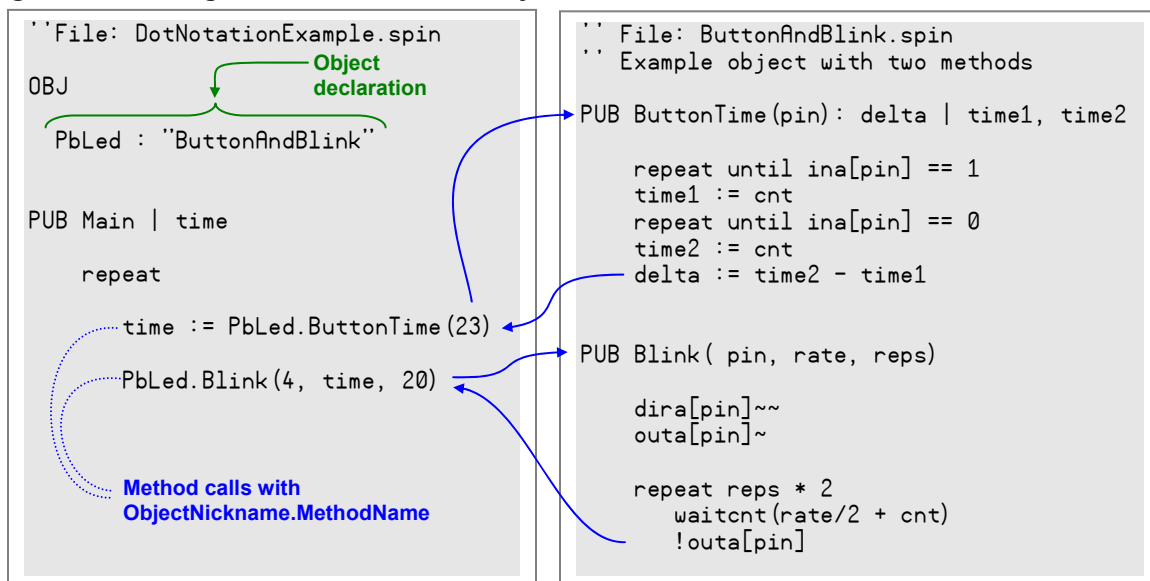 ''File: DotNotationExample.spin
Object
declaration
OBJ
PbLed : "ButtonAndBlink"
PUB Main | time
repeat
time := PbLed.ButtonTime(23)
PbLed.Blink(4, time, 20)
Method calls with
ObjectNickname.MethodName
'' File: ButtonAndBlink.spin
'' Example object with two methods
PUB ButtonTime(pin): delta | time1, time2
repeat until ina[pin] == 1
time1 := cnt
repeat until ina[pin] == 0
time2 := cnt
delta := time2 - time1
PUB Blink( pin, rate, reps)
dira[pin]~~
outa[pin]~
repeat reps * 2
waitcnt(rate/2 + cnt)
!outa[pin]